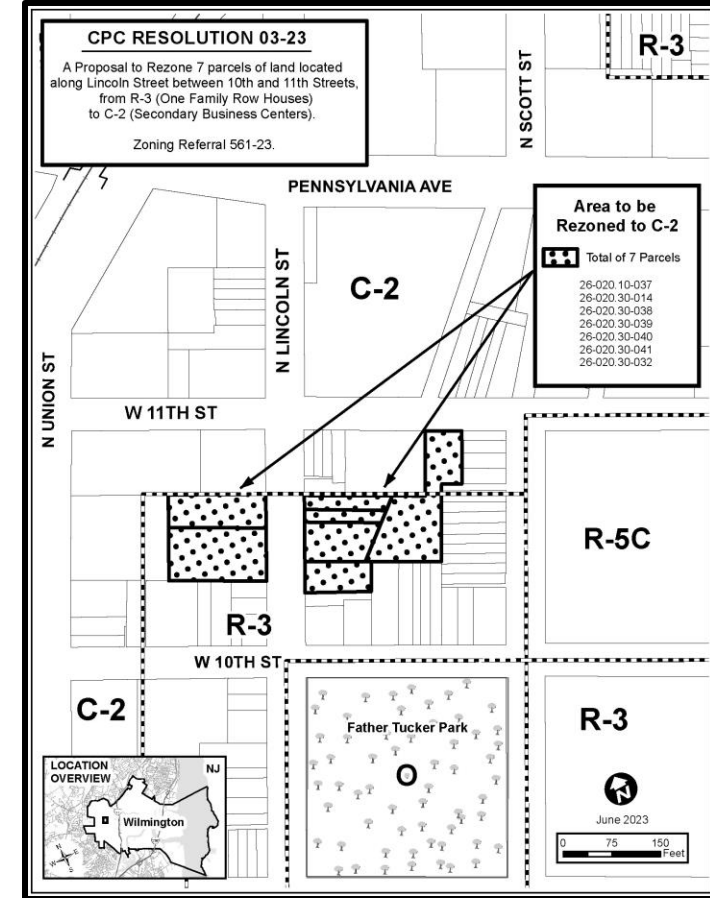 CPC RESOLUTION 03-23
A Proposal to Rezone 7 parcels of land located
along Lincoln Street between 10th and 11th Streets,
from R-3 (One Family Row Houses)
to C-2 (Secondary Business Centers).
Zoning Referral 561-23.
R-3
N SCOTT ST
PENNSYLVANIA AVE
Area to be
Rezoned to C-2
Total of 7 Parcels
26-020.10-037
26-020.30-014
26-020.30-038
26-020.30-039
26-020.30-040
26-020.30-041
26-020.30-032
C-2
N LINCOLN ST
N UNION ST
W 11TH ST
R-5C
R-3
W 10TH ST
C-2
Father Tucker Park
O
R-3
LOCATION
OVERVIEW
NJ
Wilmington
N
E
W
S
N
June 2023
0 75 150
Feet